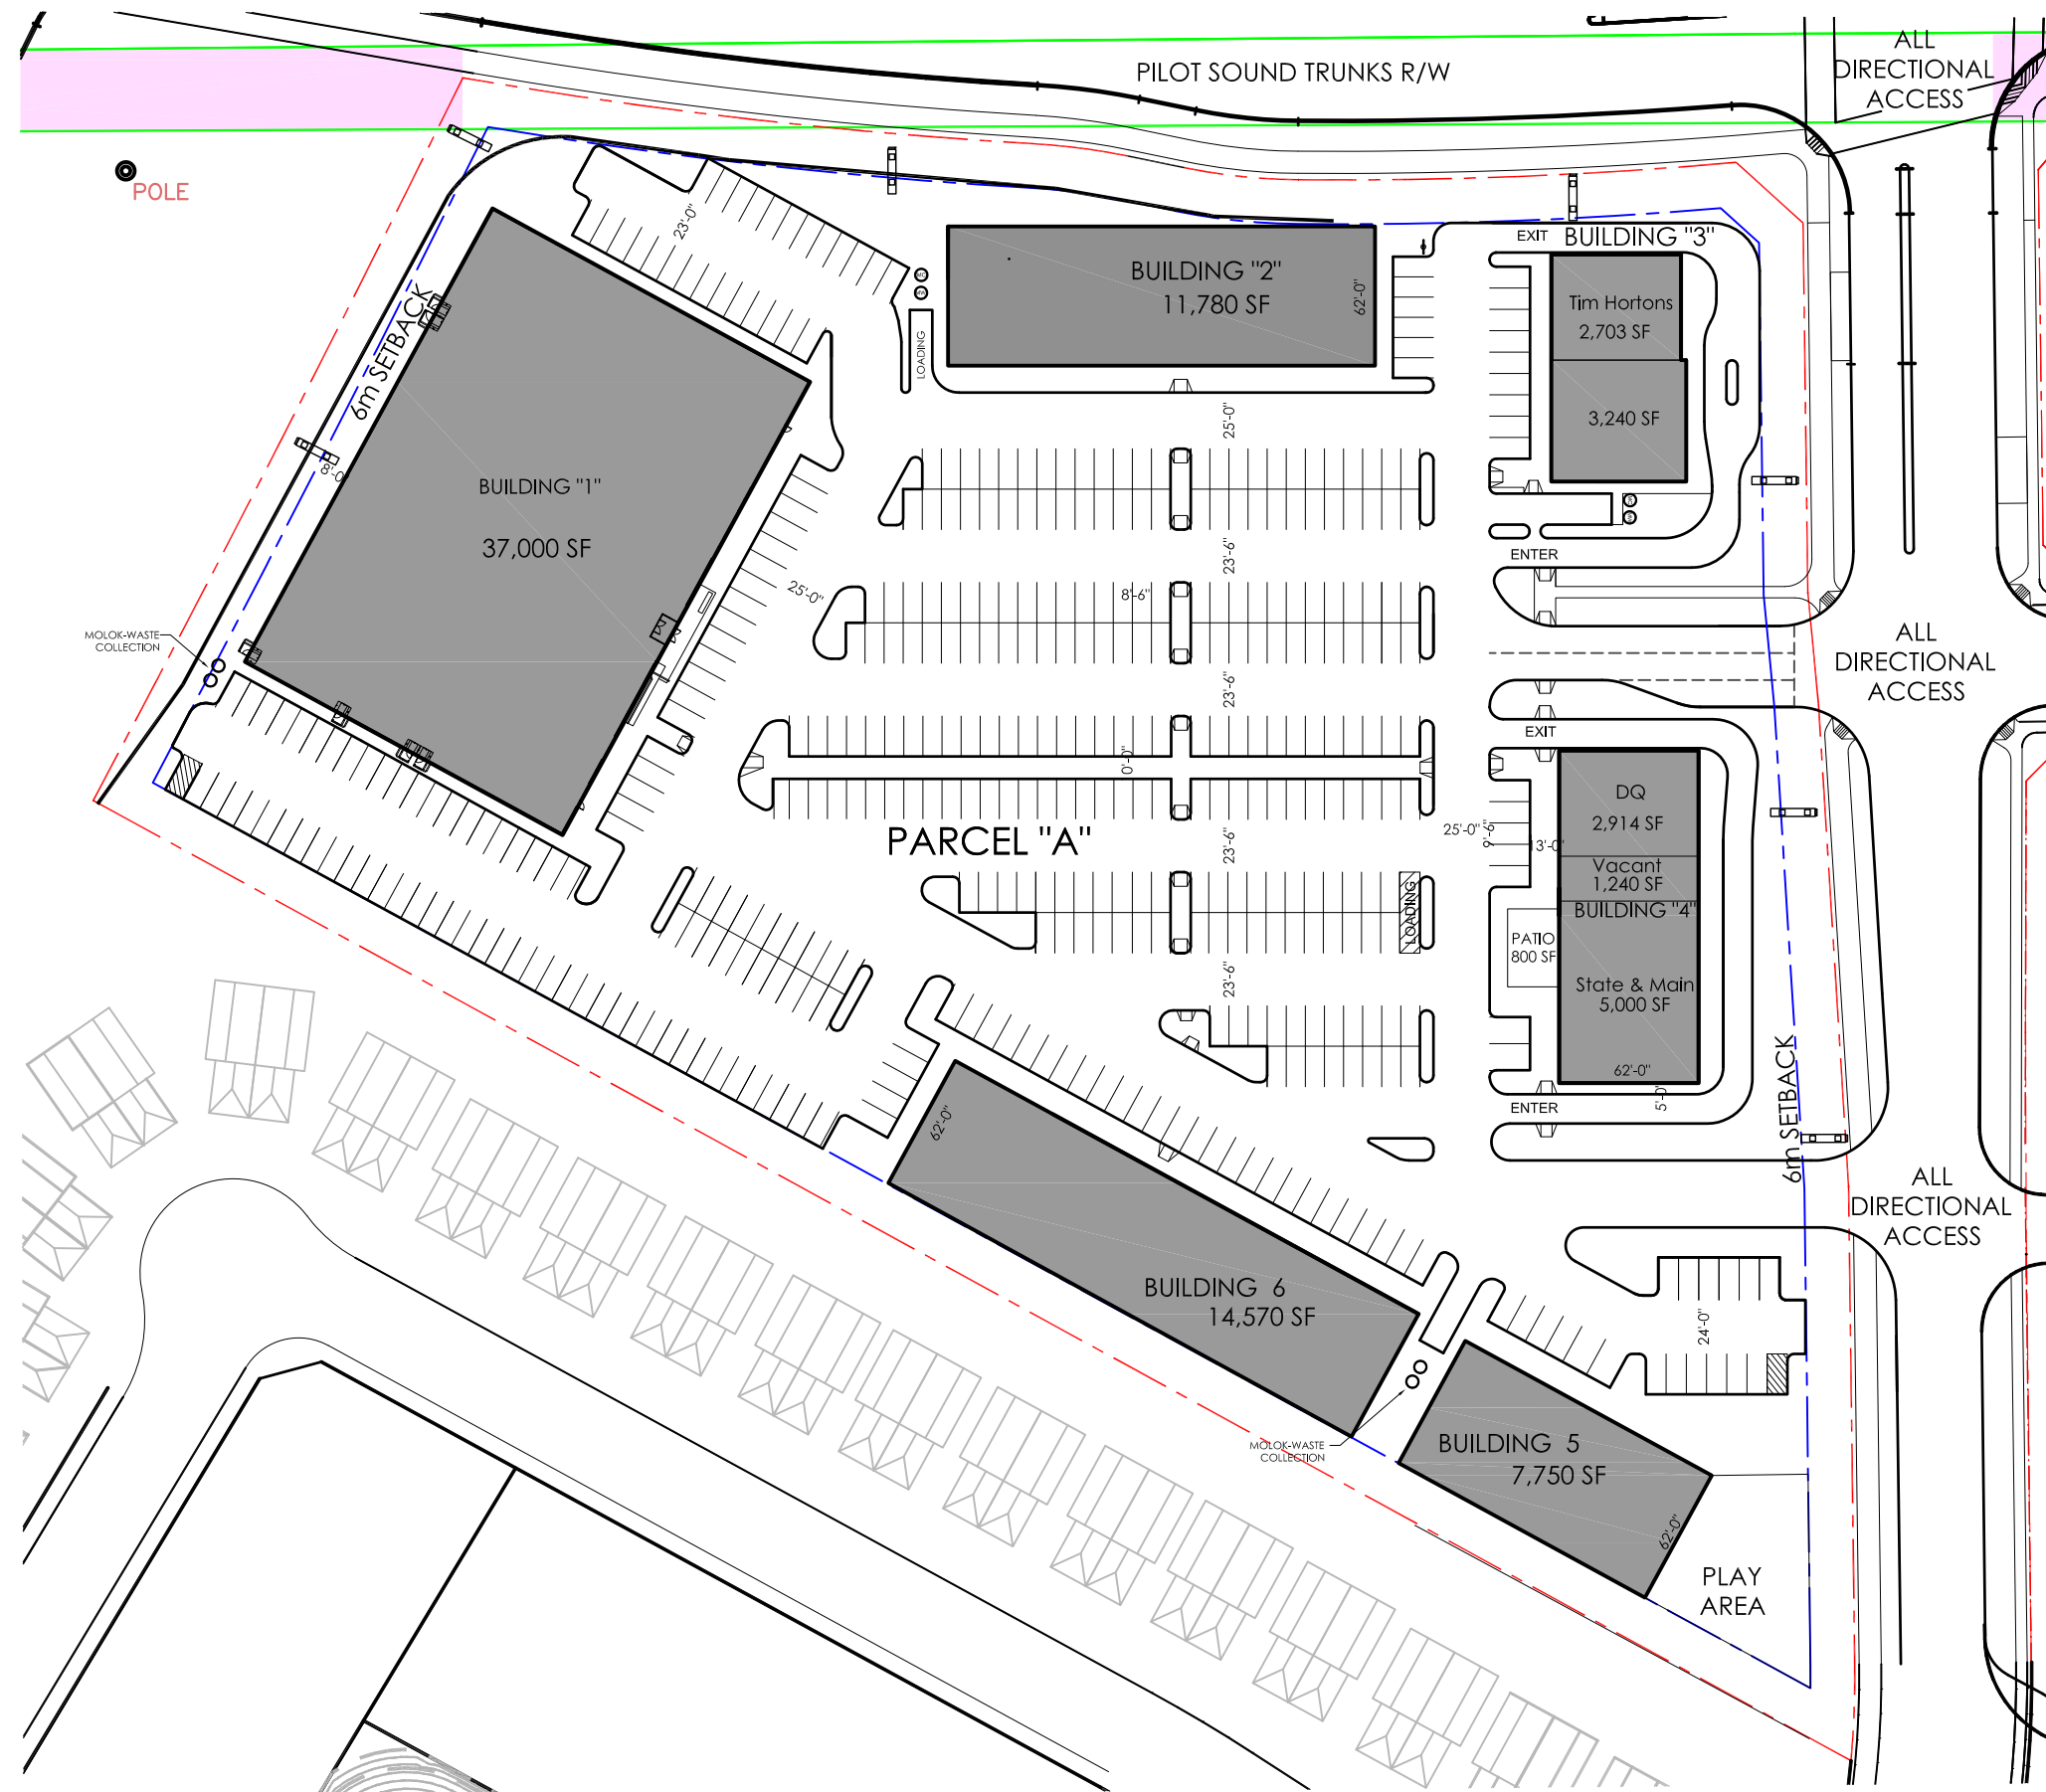 PILOT SOUND TRUNKS R/W
ALL
DIRECTIONAL
ACCESS
POLE
23'-0"
EXIT
BUILDING "3"
BUILDING "2"
11,780 SF
62'-0"
Tim Hortons
2,703 SF
3,240 SF
LOADING
6m SETBACK
8'-0
BUILDING "1"
37,000 SF
25'-0"
23'-6"
ENTER
25'-0"
8'-6"
MOLOK-WASTE
COLLECTION
ALL
DIRECTIONAL
ACCESS
23'-6"
EXIT
0'-0"
DQ
2,914 SF
PARCEL "A"
23'-6"
25'-0"
9'-6"
3'-0"
Vacant
1,240 SF
BUILDING "4"
LOADING
PATIO
800 SF
State & Main
5,000 SF
23'-6"
62'-0"
5'-0
ENTER
6m SETBACK
62'-0"
ALL
DIRECTIONAL
ACCESS
BUILDING 6
14,570 SF
24'-0"
MOLOK-WASTE
COLLECTION
BUILDING 5
7,750 SF
62'-0"
PLAY
AREA